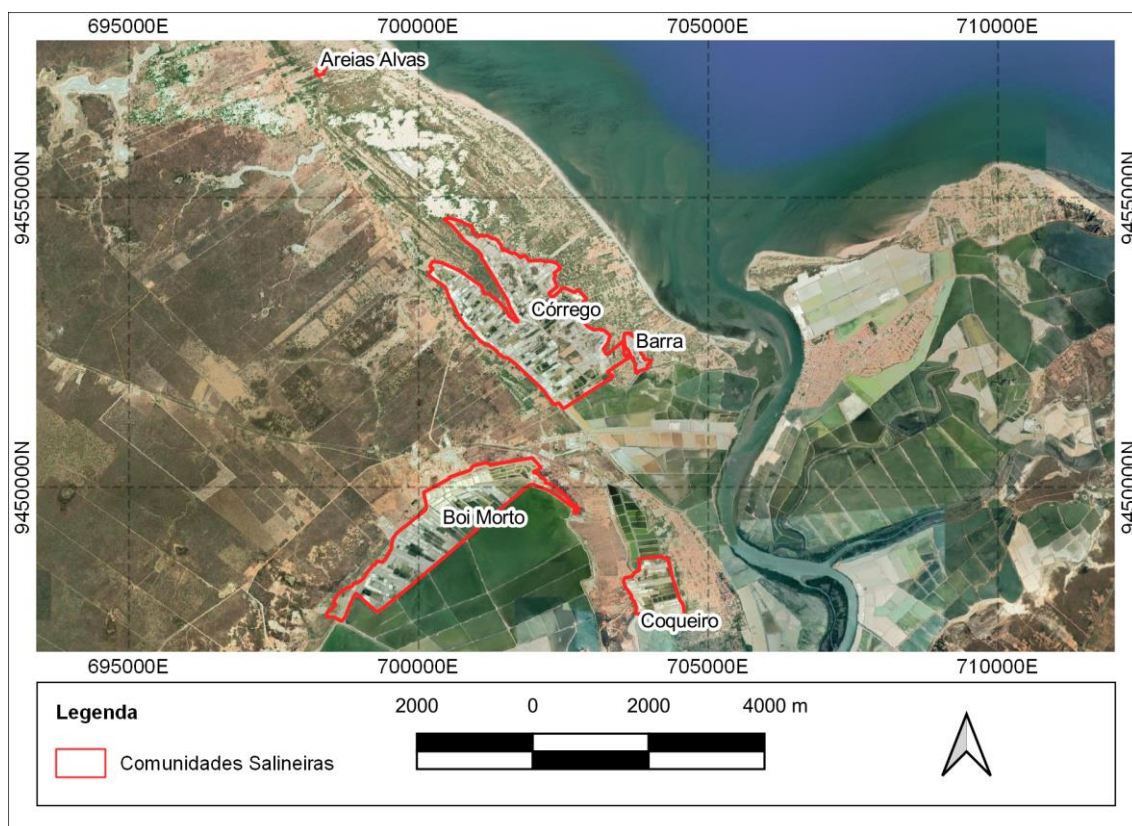 695000E 700000E 705000E 710000E
Areias Alvas
9455000N 9455000N
Córrego
Barra
9450000N 9450000N
Boi Morto
Coqueiro
695000E 700000E 705000E 710000E
Legenda
2000 0 2000 4000 m
Comunidades Salineiras